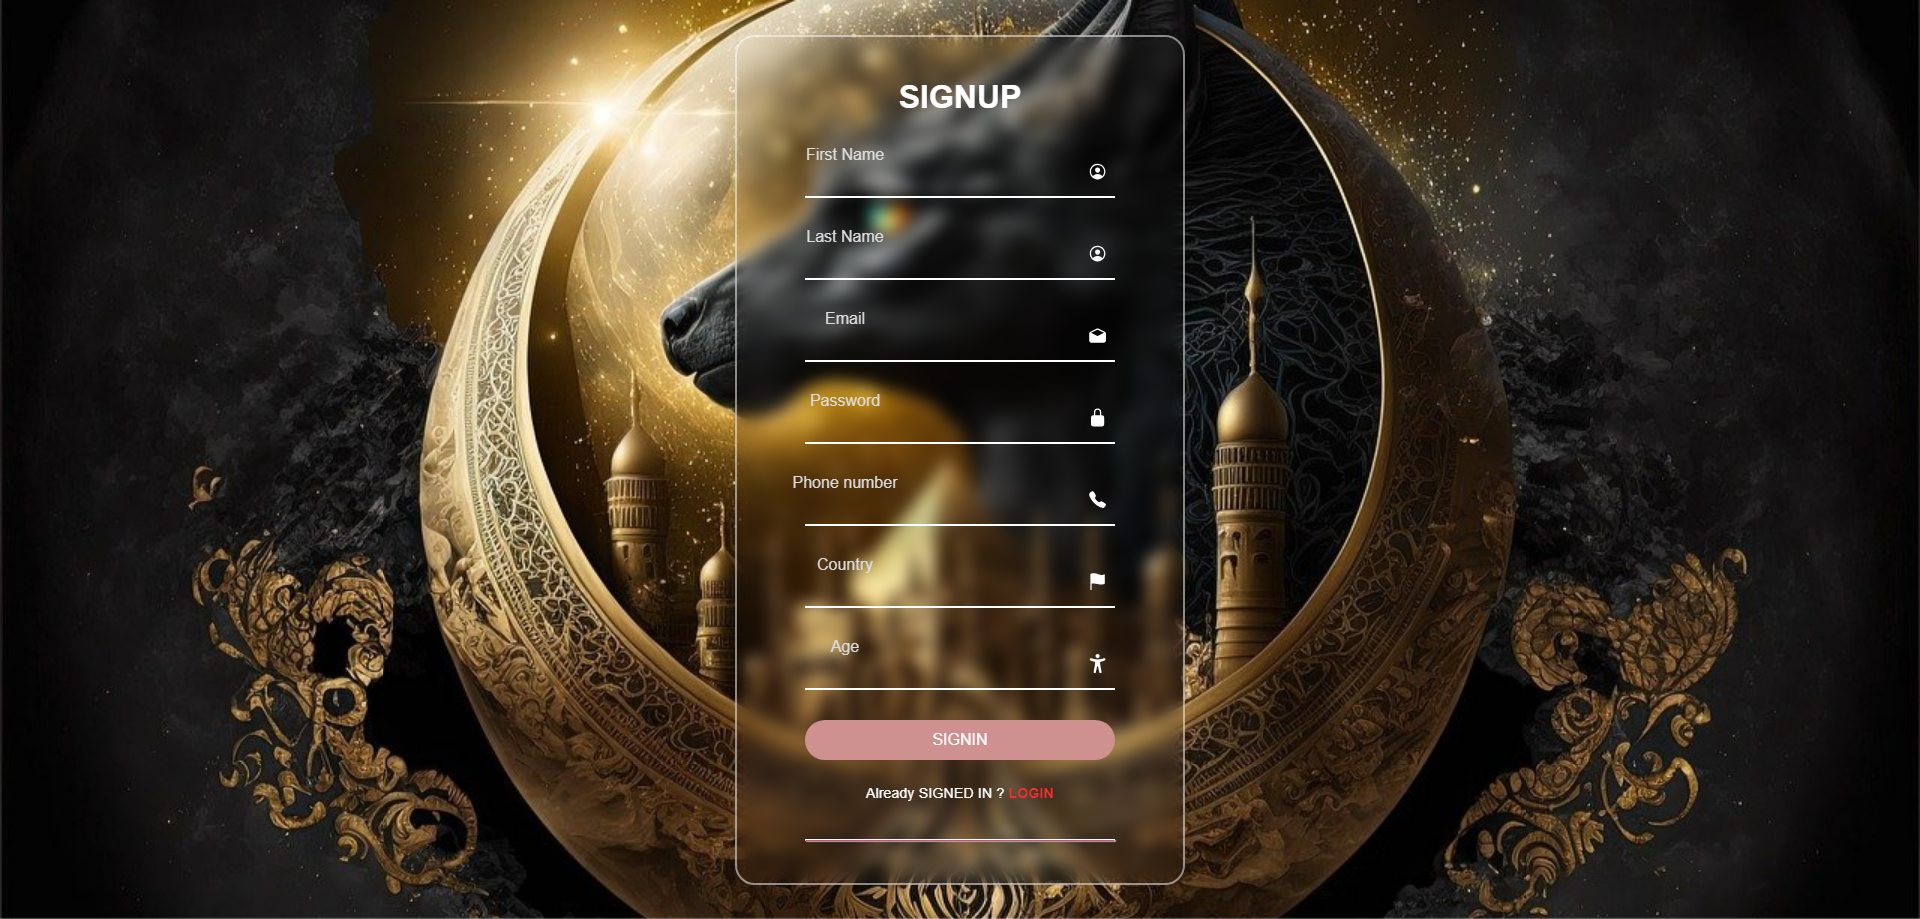 SIGNUP
First Name
Last Name
Email
Password
Phone number
Country
Age
SIGNIN
Already SIGNED IN ? LOGIN